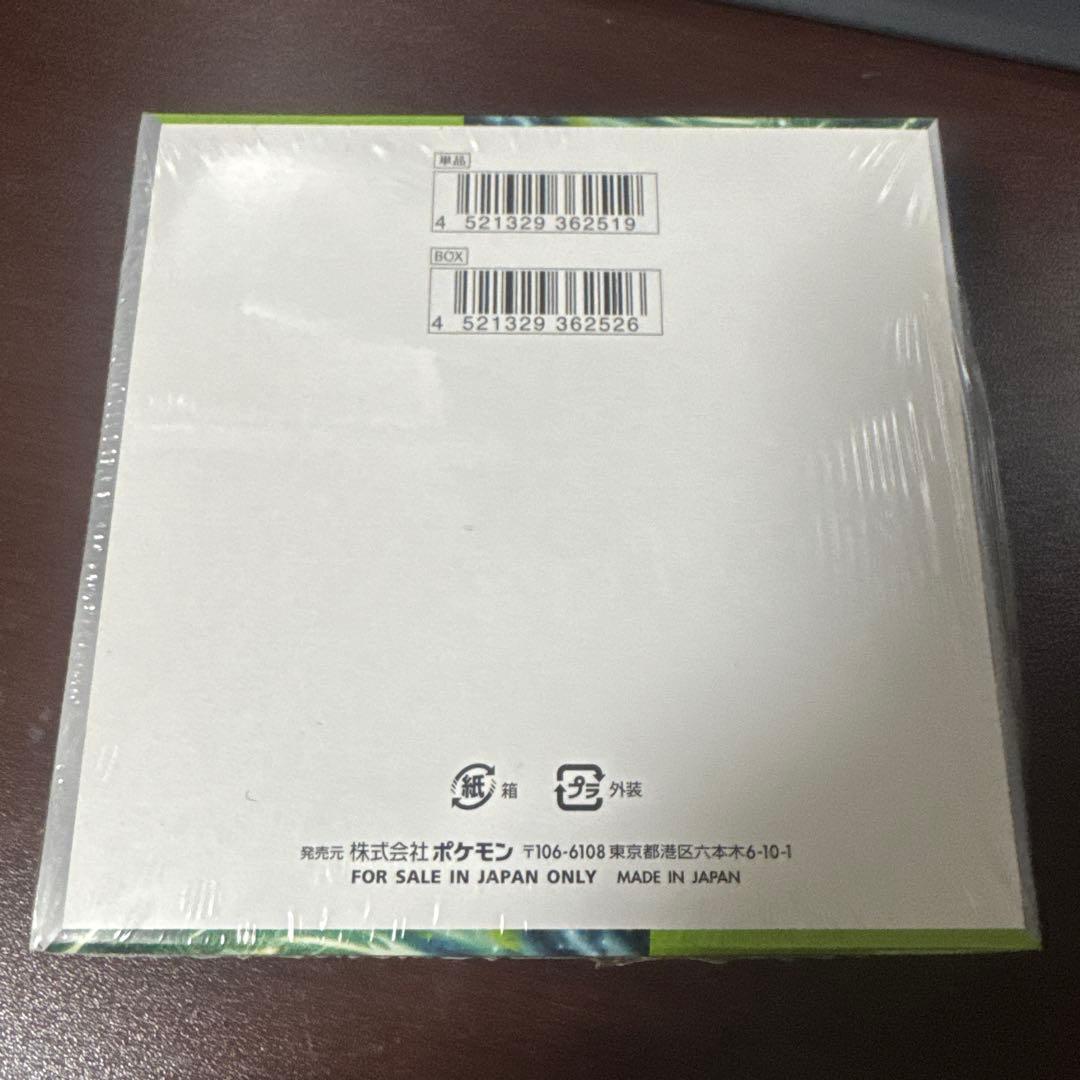 単品
4 521329 362519
BOX
4 521329 362526
紙 箱 プラ 外装
発売元 株式会社ポケモン 〒106-6108 東京都港区六本木6-10-1
FOR SALE IN JAPAN ONLY MADE IN JAPAN